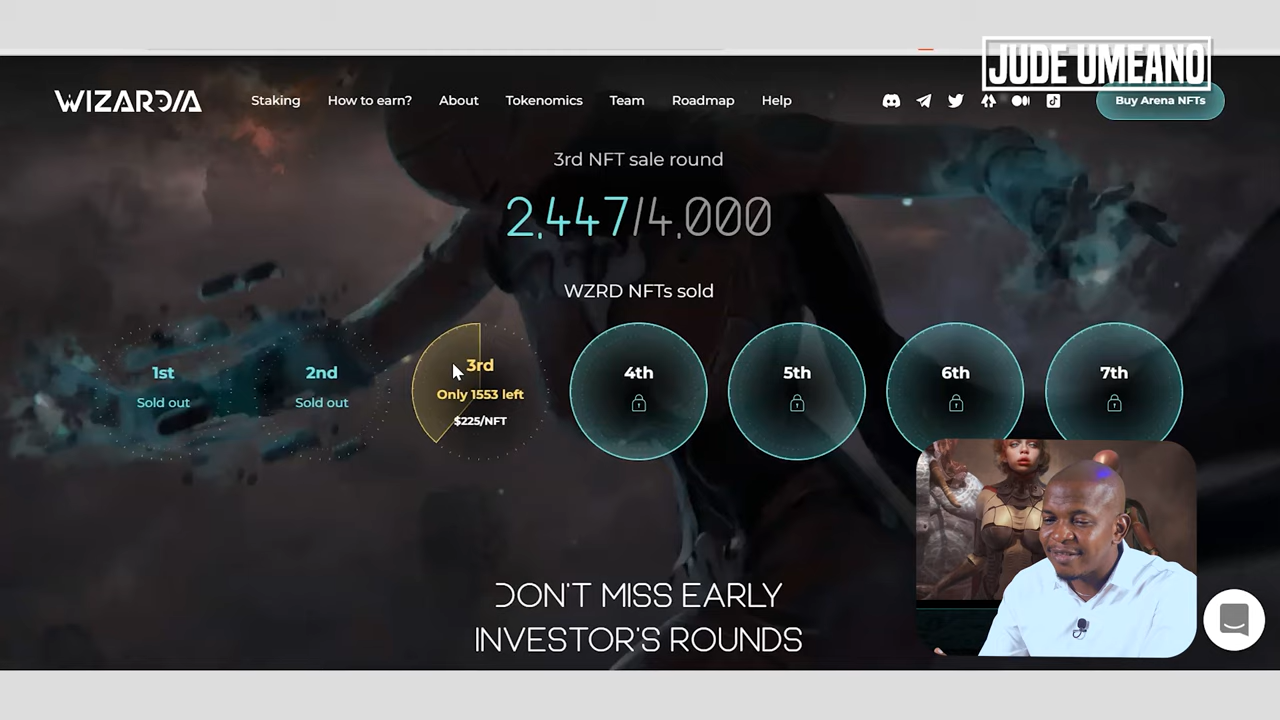 JUDE UMEANO
WIZARDIA
Staking
How to earn?
About
Tokenomics
Team
Roadmap
Help
Buy Arena NFTs
3rd NFT sale round
2,447/4,000
WZRD NFTs sold
1st
Sold out
2nd
Sold out
3rd
Only 1553 left
$225/NFT
4th
5th
6th
7th
DON'T MISS EARLY
INVESTOR'S ROUNDS